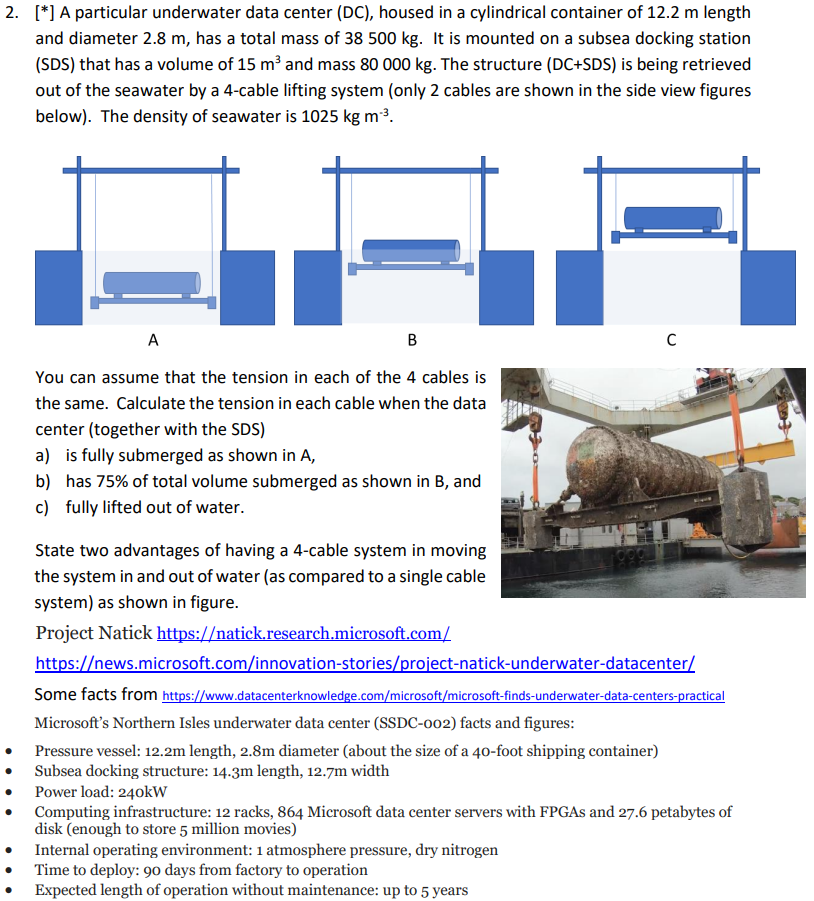 2. [*] A particular underwater data center (DC), housed in a cylindrical container of 12.2 m length
and diameter 2.8 m, has a total mass of 38 500 kg. It is mounted on a subsea docking station
(SDS) that has a volume of 15 m³ and mass 80 000 kg. The structure (DC+SDS) is being retrieved
out of the seawater by a 4-cable lifting system (only 2 cables are shown in the side view figures
below). The density of seawater is 1025 kg m⁻³.
A B C
You can assume that the tension in each of the 4 cables is
the same. Calculate the tension in each cable when the data
center (together with the SDS)
a) is fully submerged as shown in A,
b) has 75% of total volume submerged as shown in B, and
c) fully lifted out of water.
State two advantages of having a 4-cable system in moving
the system in and out of water (as compared to a single cable
system) as shown in figure.
Project Natick https://natick.research.microsoft.com/
https://news.microsoft.com/innovation-stories/project-natick-underwater-datacenter/
Some facts from https://www.datacenterknowledge.com/microsoft/microsoft-finds-underwater-data-centers-practical
Microsoft's Northern Isles underwater data center (SSDC-002) facts and figures:
• Pressure vessel: 12.2m length, 2.8m diameter (about the size of a 40-foot shipping container)
• Subsea docking structure: 14.3m length, 12.7m width
• Power load: 240kW
• Computing infrastructure: 12 racks, 864 Microsoft data center servers with FPGAs and 27.6 petabytes of
disk (enough to store 5 million movies)
• Internal operating environment: 1 atmosphere pressure, dry nitrogen
• Time to deploy: 90 days from factory to operation
• Expected length of operation without maintenance: up to 5 years